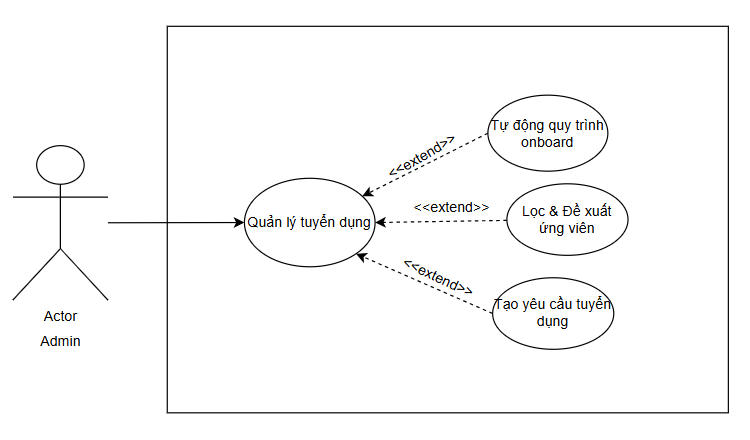 Tự động quy trình
onboard
<<extend>>
Quản lý tuyển dụng
<<extend>>
Lọc & Đề xuất
ứng viên
<<extend>>
Tạo yêu cầu tuyển
dụng
Actor
Admin